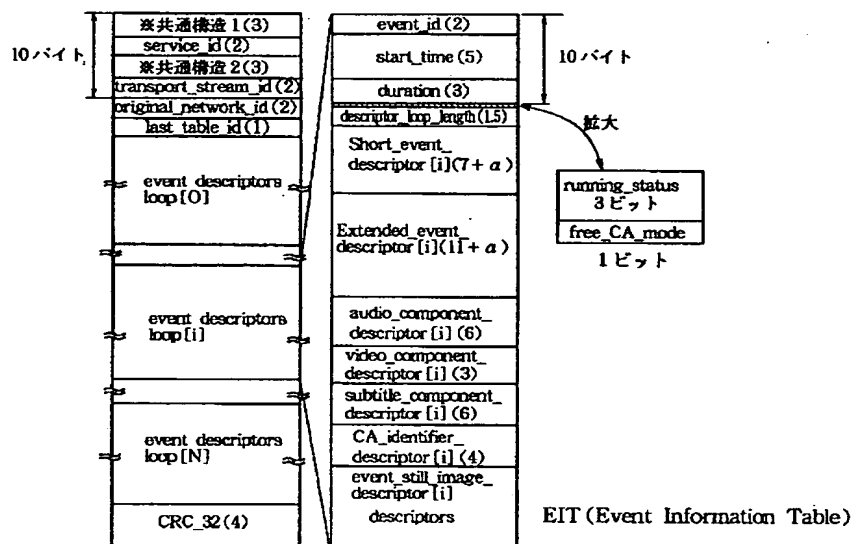 10バイト
※共通構造1(3)
service_id(2)
※共通構造2(3)
transport_stream_id(2)
original_network_id(2)
last_table_id(1)
event descriptors
loop[0]
event descriptors
loop[i]
event descriptors
loop[N]
CRC_32(4)
event_id(2)
start_time(5)
duration(3)
descriptor_loop_length(1.5)
Short_event_
descriptor[i](7+α)
Extended_event_
descriptor[i](11+α)
audio_component_
descriptor[i](6)
video_component_
descriptor[i](3)
subtitle_component_
descriptor[i](6)
CA_identifier_
descriptor[i](4)
event_still_image_
descriptor[i]
descriptors
10バイト
拡大
running_status
3ビット
free_CA_mode
1ビット
EIT(Event Information Table)